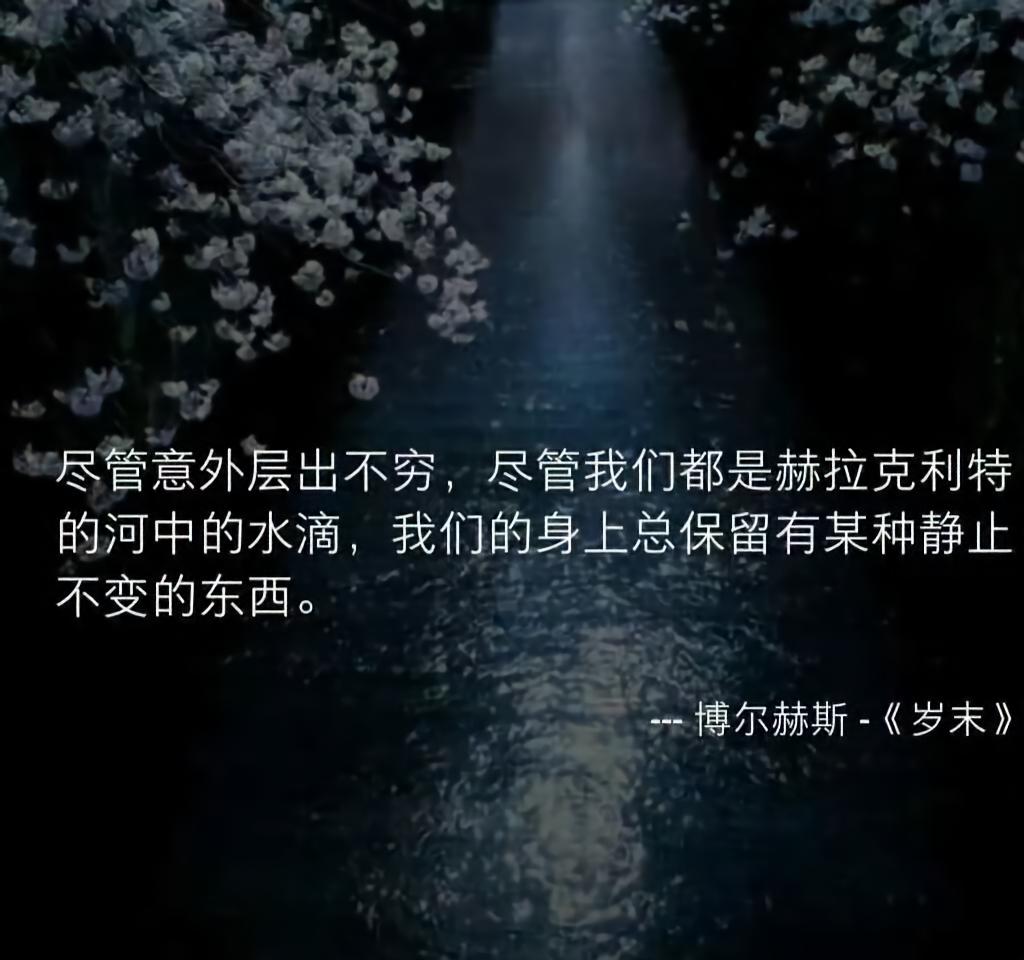 尽管意外层出不穷，尽管我们都是赫拉克利特
的河中的水滴，我们的身上总保留有某种静止
不变的东西。
--- 博尔赫斯 -《岁末》